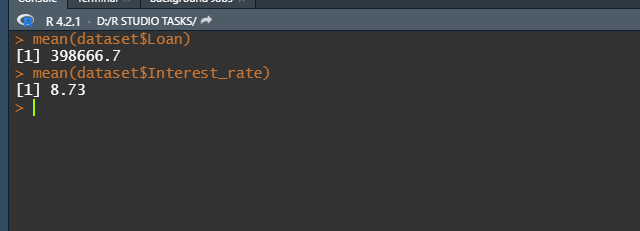 Console Terminal Background Jobs
R 4.2.1 · D:/R STUDIO TASKS/
> mean(dataset$Loan)
[1] 398666.7
> mean(dataset$Interest_rate)
[1] 8.73
>